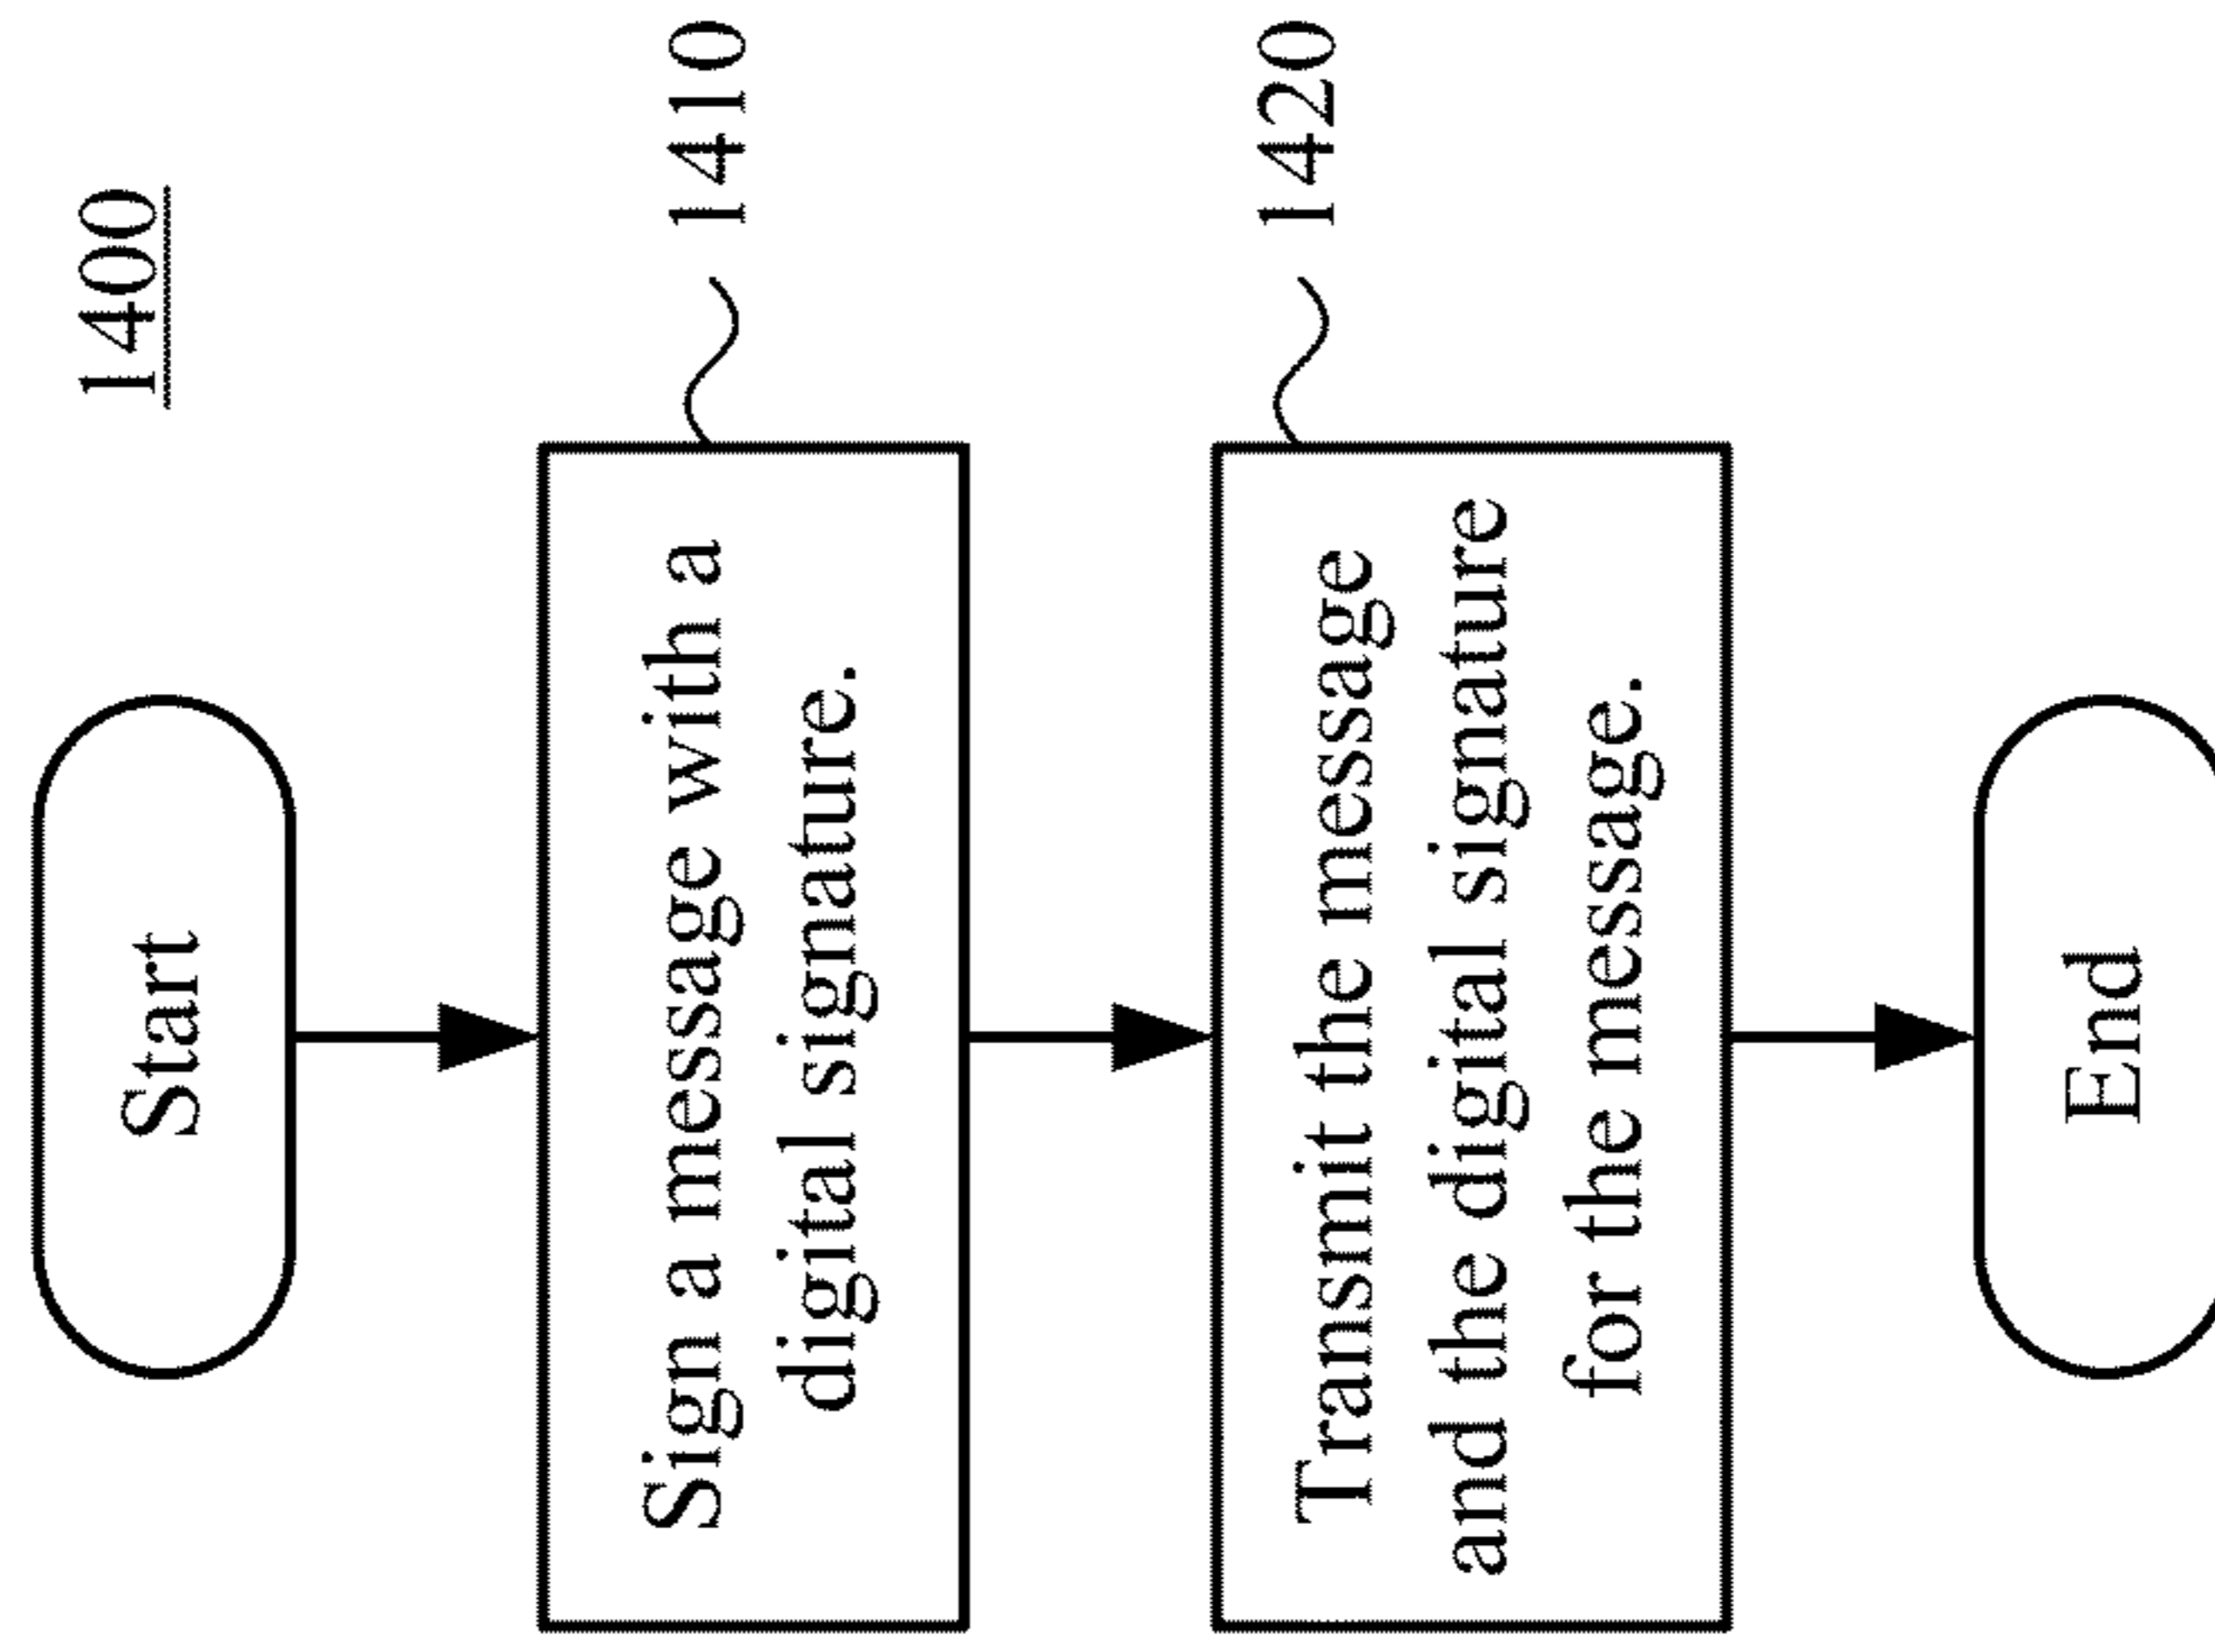 1400
Start
Sign a message with a
digital signature.
1410
Transmit the message
and the digital signature
for the message.
1420
End